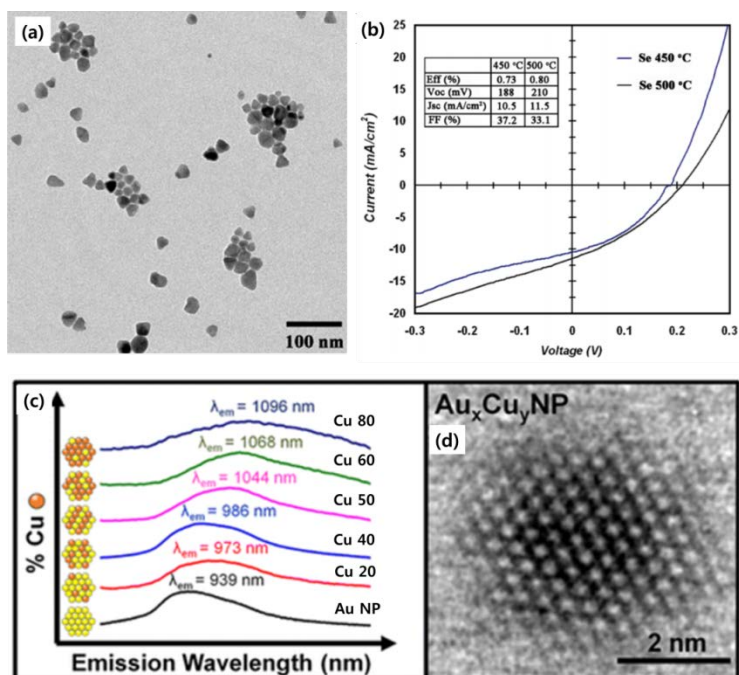 (a)
100 nm
(b)
25
20
15
10
5
0
-5
-10
-15
-20
-0.3
-0.2
-0.1
0
0.1
0.2
0.3
Current (mA/cm²)
Voltage (V)
Se 450 °C
Se 500 °C
450 °C 500 °C
Eff (%) 0.73 0.80
Voc (mV) 188 210
Jsc (mA/cm²) 10.5 11.5
FF (%) 37.2 33.1
(c)
% Cu
λem = 1096 nm
Cu 80
λem = 1068 nm
Cu 60
λem = 1044 nm
Cu 50
λem = 986 nm
Cu 40
λem = 973 nm
Cu 20
λem = 939 nm
Au NP
Emission Wavelength (nm)
AuxCuyNP
(d)
2 nm